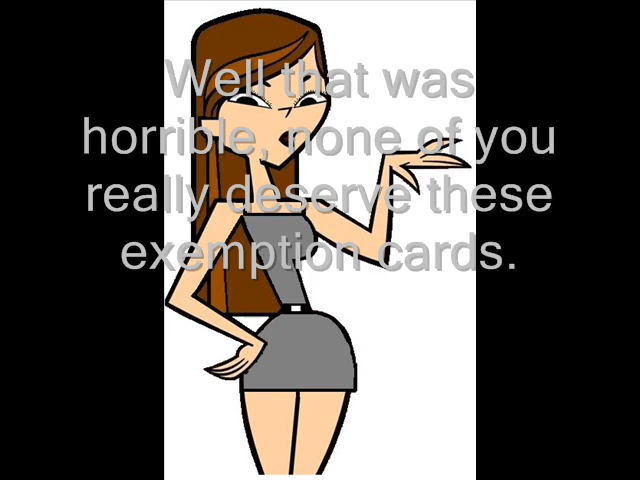 Well that was
horrible, none of you
really deserve these
exemption cards.